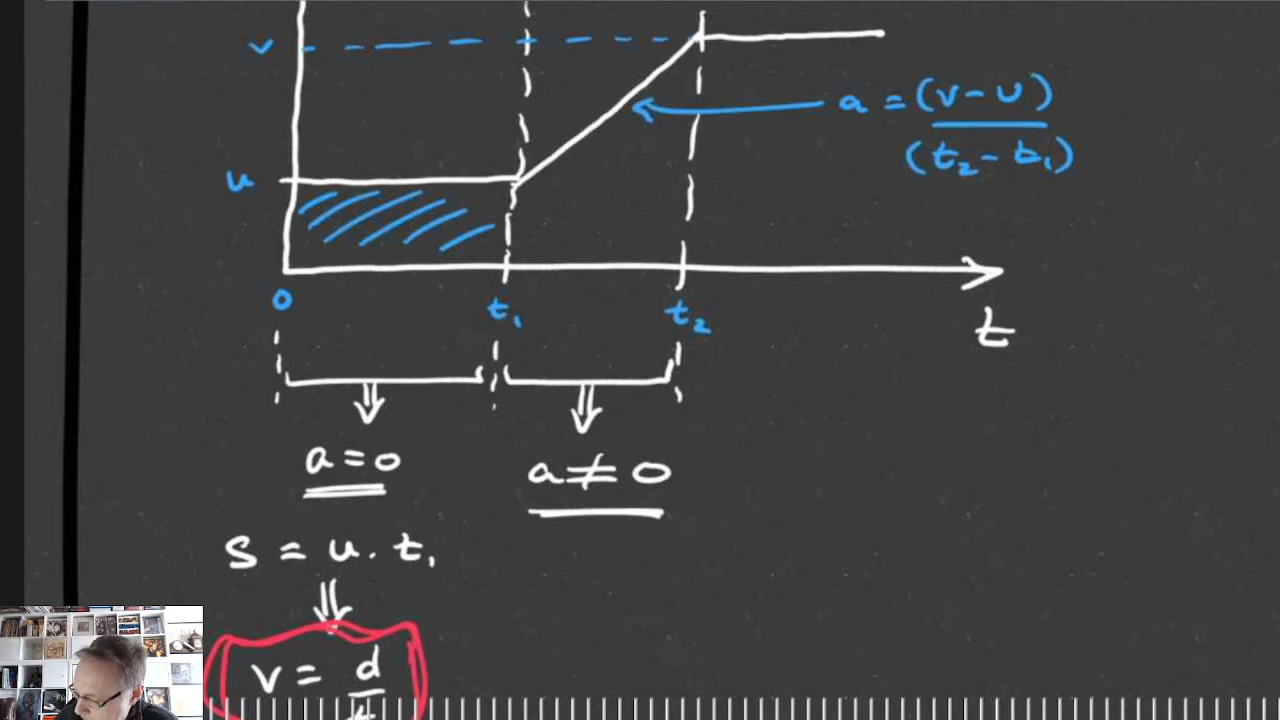 v
a = (v - u)
(t₂ - t₁)
u
0 t₁ t₂
t
a = 0 a ≠ 0
s = u . t₁
v = d
t